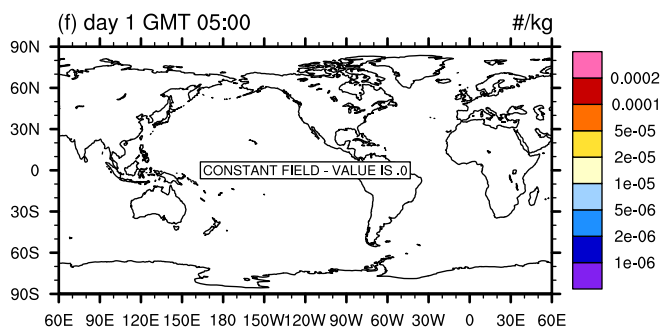 (f) day 1 GMT 05:00 #/kg
90N
60N
30N
0
30S
60S
90S
CONSTANT FIELD - VALUE IS .0
60E 90E 120E 150E 180 150W 120W 90W 60W 30W 0 30E 60E
0.0002
0.0001
5e-05
2e-05
1e-05
5e-06
2e-06
1e-06